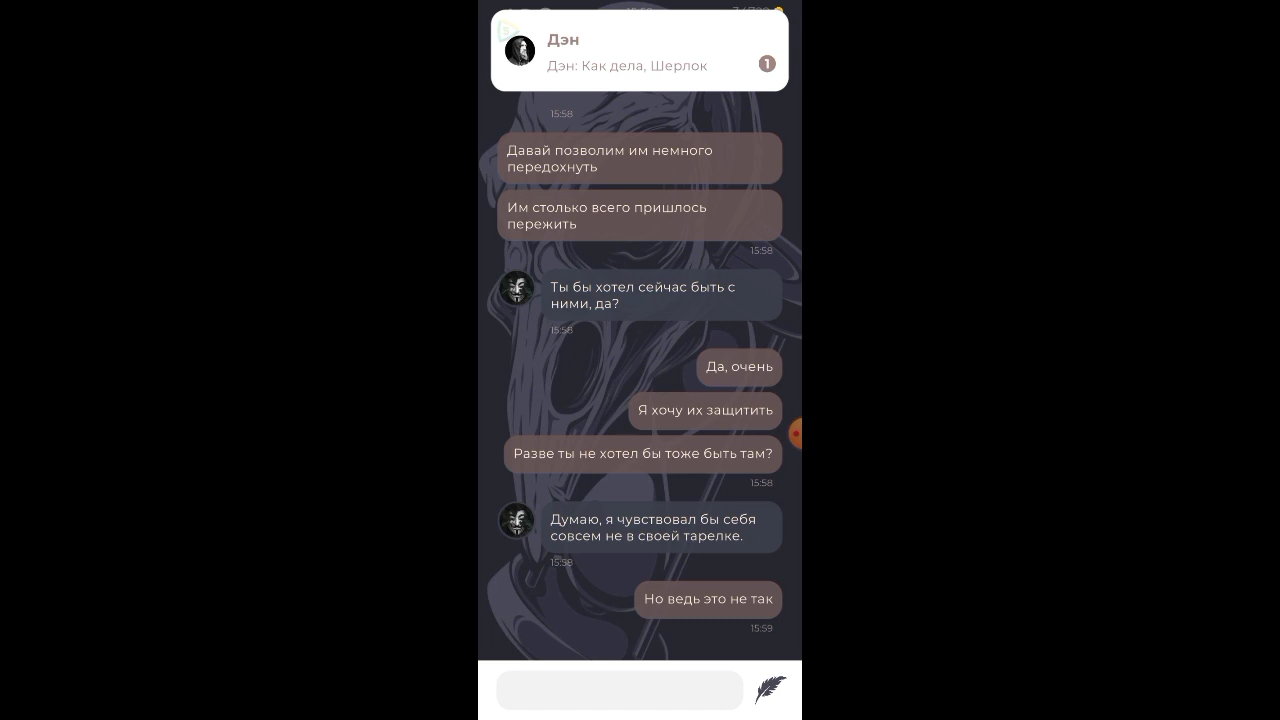 Дэн
Дэн: Как дела, Шерлок
1
15:58
Давай позволим им немного
передохнуть
Им столько всего пришлось
пережить
15:58
Ты бы хотел сейчас быть с
ними, да?
15:58
Да, очень
Я хочу их защитить
Разве ты не хотел бы тоже быть там?
15:58
Думаю, я чувствовал бы себя
совсем не в своей тарелке.
15:58
Но ведь это не так
15:59